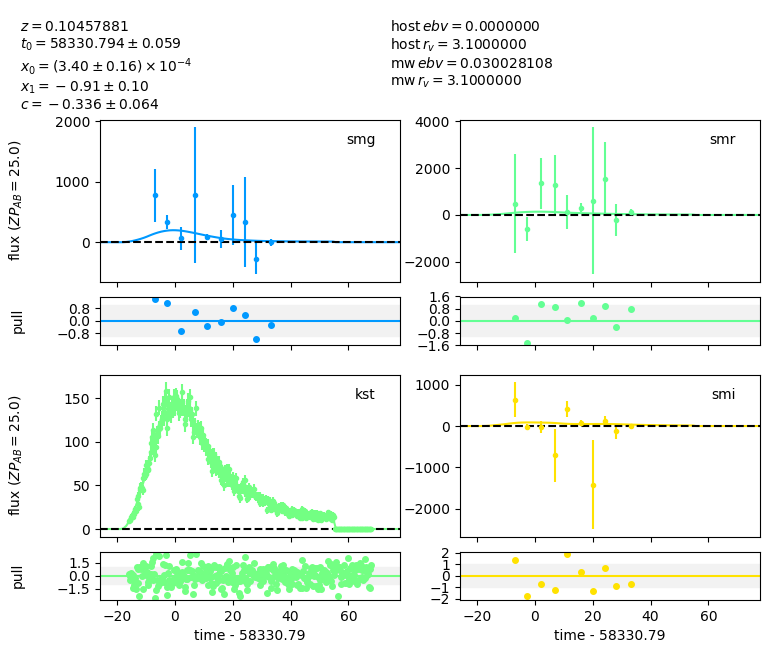 z = 0.10457881
t₀ = 58330.794 ± 0.059
x₀ = (3.40 ± 0.16) × 10⁻⁴
x₁ = −0.91 ± 0.10
c = −0.336 ± 0.064
host ebv = 0.0000000
host r_v = 3.1000000
mw ebv = 0.030028108
mw r_v = 3.1000000
smg
2000
1000
0
flux (ZP_AB = 25.0)
smr
4000
2000
0
−2000
0.8
0.0
−0.8
pull
1.6
0.8
0.0
−0.8
−1.6
kst
150
100
50
0
flux (ZP_AB = 25.0)
smi
1000
0
−1000
−2000
1.5
0.0
−1.5
pull
−20 0 20 40 60
time - 58330.79
2
1
0
−1
−2
−20 0 20 40 60
time - 58330.79